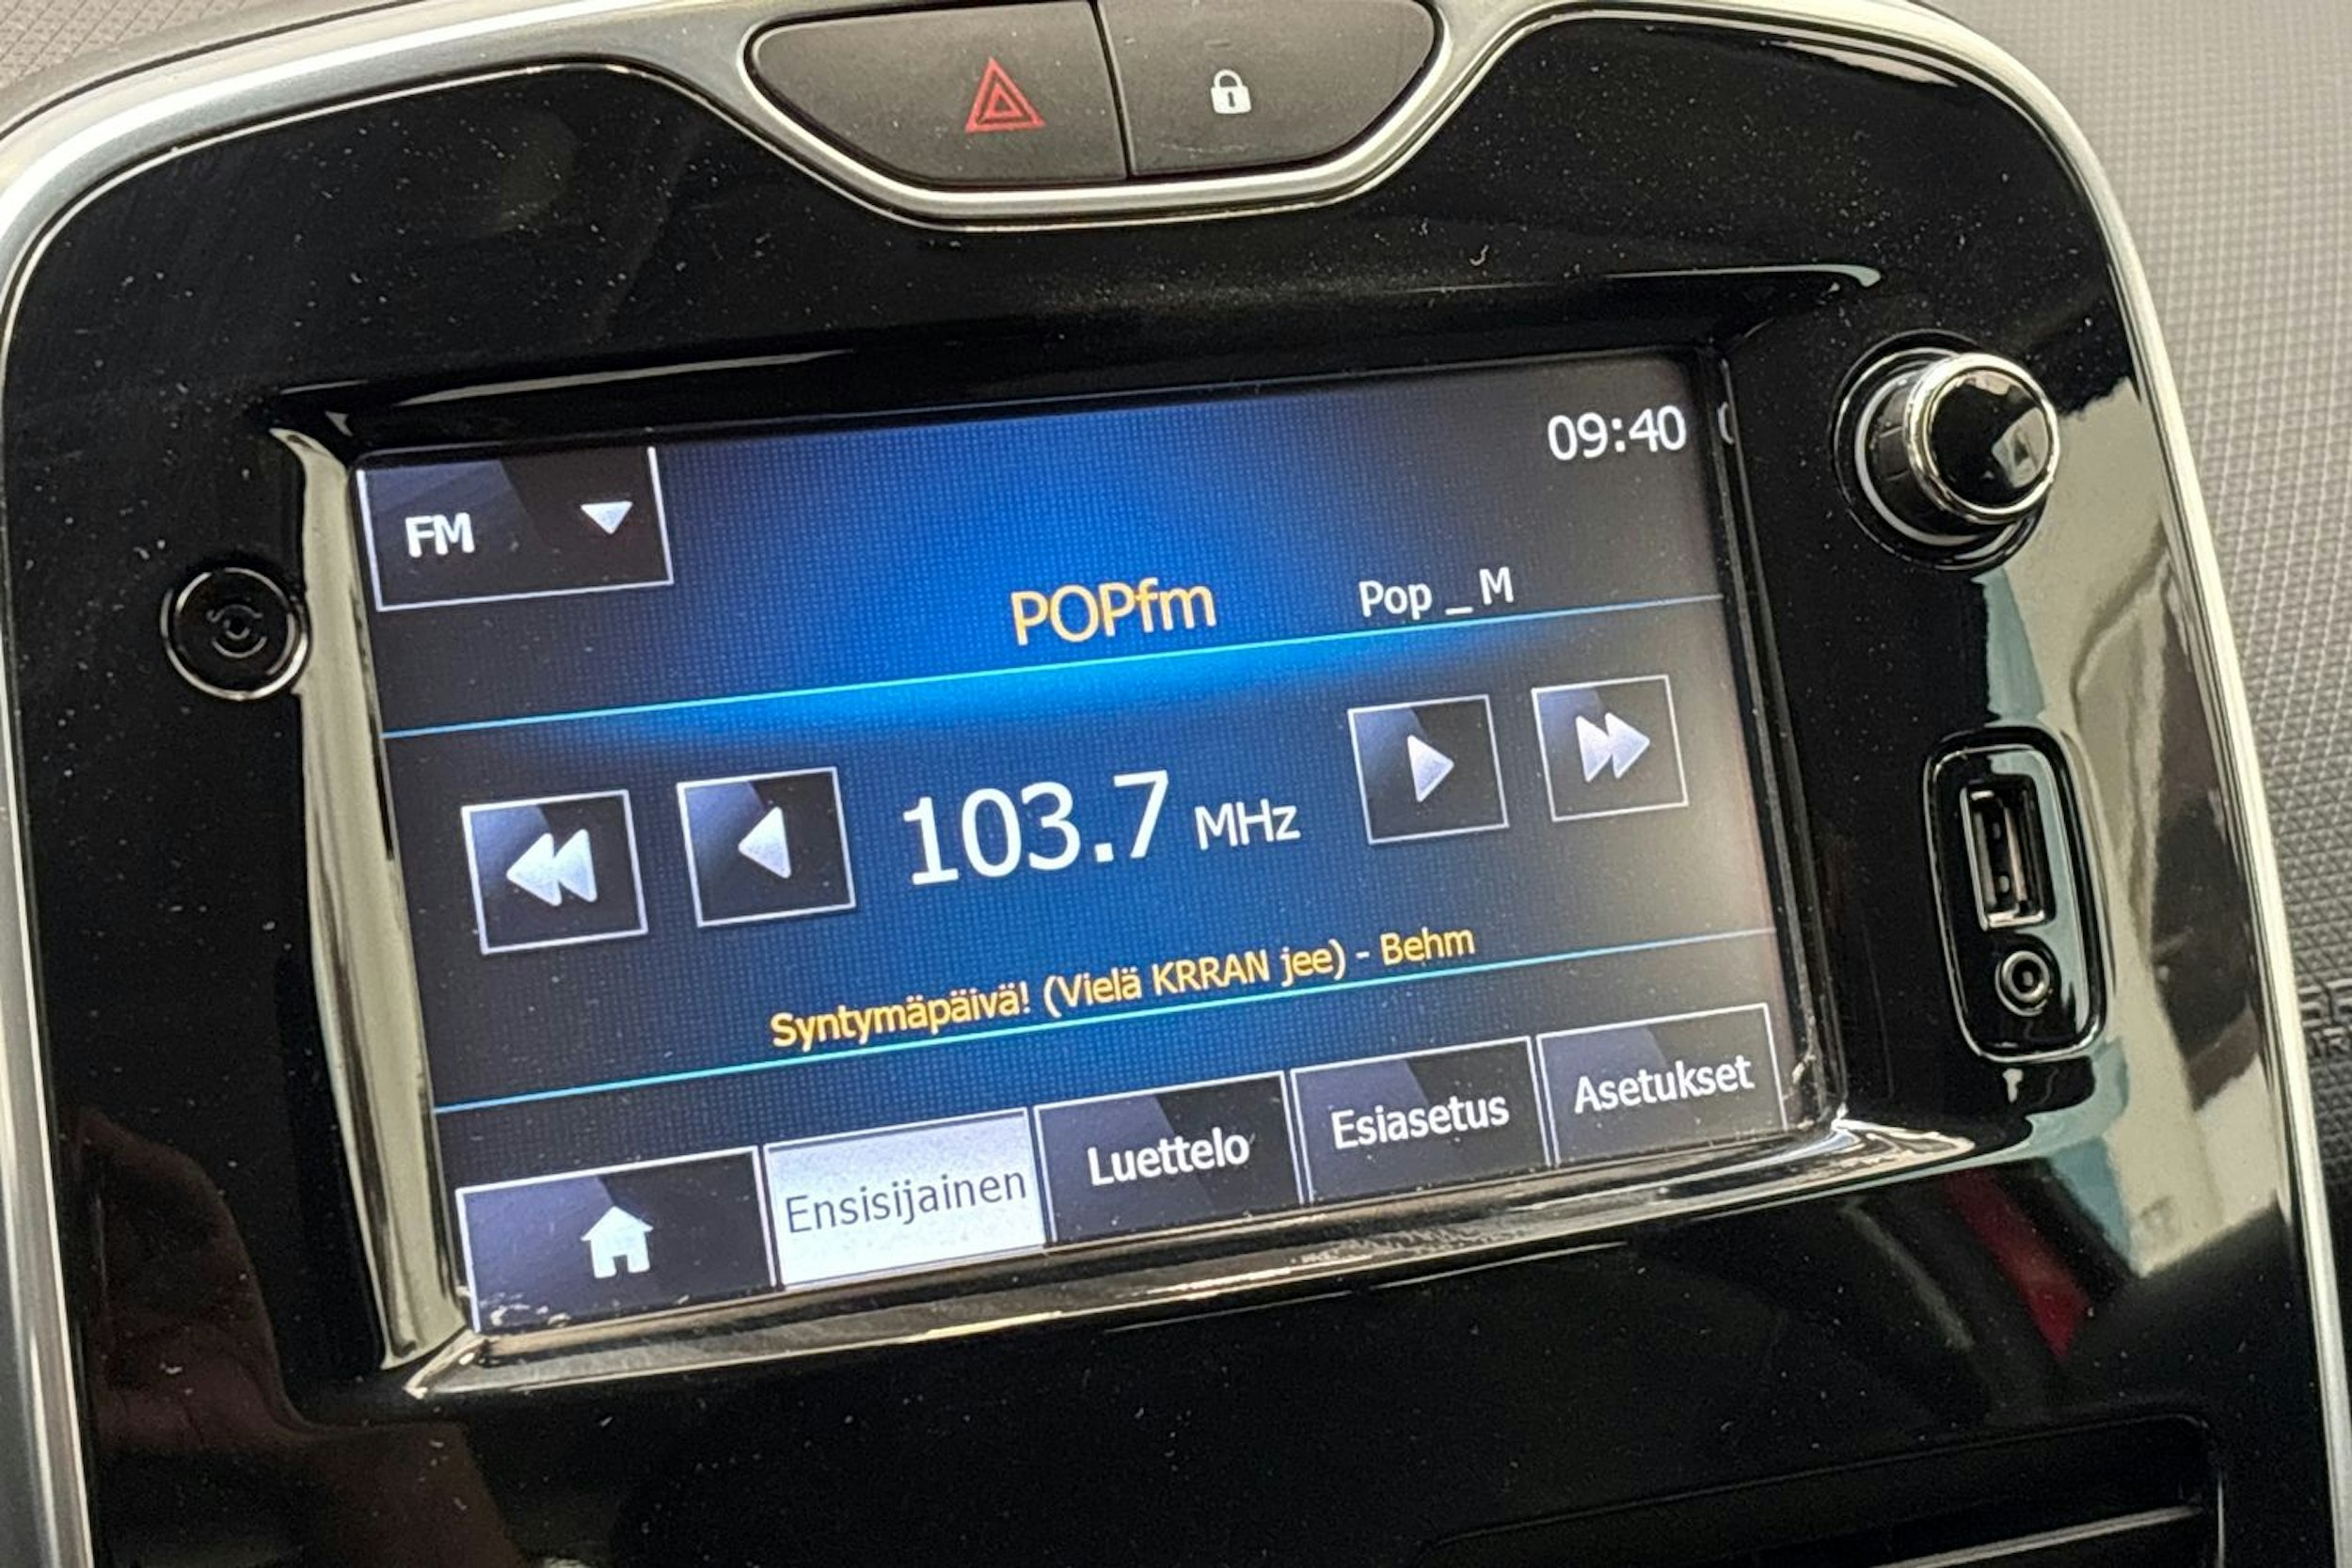 09:40
FM
POPfm Pop _ M
103.7 MHz
Syntymäpäivä! (Vielä KRRAN jee) - Behm
Ensisijainen Luettelo Esiasetus Asetukset